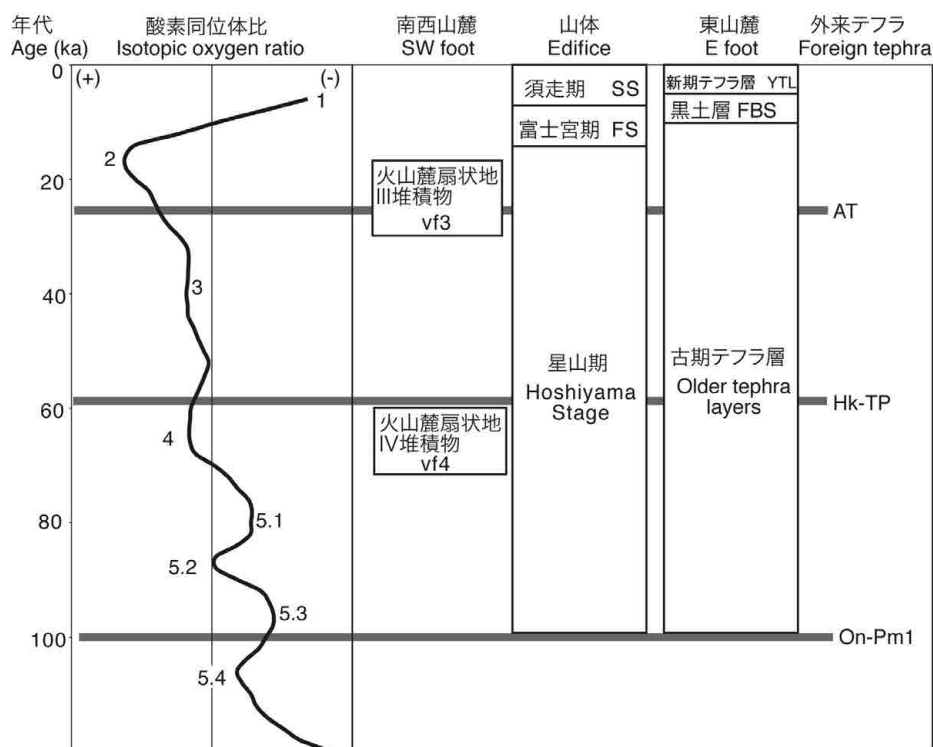 年代
Age (ka)
酸素同位体比
Isotopic oxygen ratio
南西山麓
SW foot
山体
Edifice
東山麓
E foot
外来テフラ
Foreign tephra
0
20
40
60
80
100
(+)
(-)
1
2
3
4
5.1
5.2
5.3
5.4
火山麓扇状地
III堆積物
vf3
火山麓扇状地
IV堆積物
vf4
須走期 SS
富士宮期 FS
星山期
Hoshiyama
Stage
新期テフラ層 YTL
黒土層 FBS
古期テフラ層
Older tephra
layers
AT
Hk-TP
On-Pm1